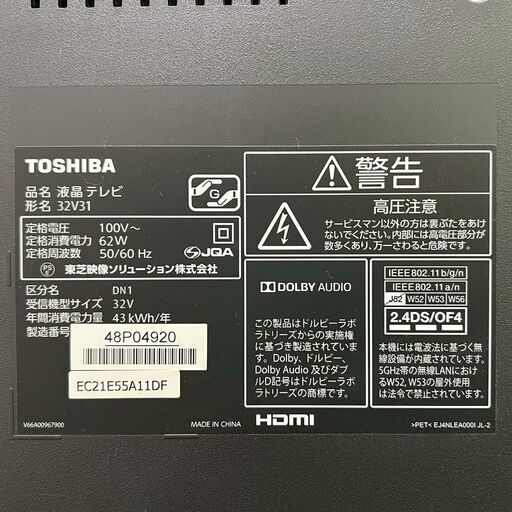 TOSHIBA
品名 液晶テレビ
形名 32V31
定格電圧 100V～
定格消費電力 62W
定格周波数 50/60 Hz
PS
E
JQA
東芝映像ソリューション株式会社
区分名 DN1
受信機型サイズ 32V
年間消費電力量 43 kWh/年
製造番号
48P04920
EC21E55A11DF
V66A00967900
MADE IN CHINA
警告
高圧注意
サービスマン以外の方は裏ぶたをあけ
ないでください。内部には高電圧部分が
数多くあり、万一さわると危険です。
DOLBY AUDIO
この製品はドルビーラボ
ラトリーズからの実施権
に基づき製造されています。
Dolby、ドルビー、
Dolby Audio 及びダブ
ルD記号はドルビーラボ
ラトリーズの商標です。
HDMI
IEEE802.11b/g/n
IEEE802.11a/n
J52 W52 W53 W56
2.4DS/OF4
本機には電波法に基づく無
線設備が内蔵されています。
5GHz帯の無線LANにおけ
るW52, W53の屋外使用
は法令で禁止されています。
>PET< EJ4NLEA000I JL-2